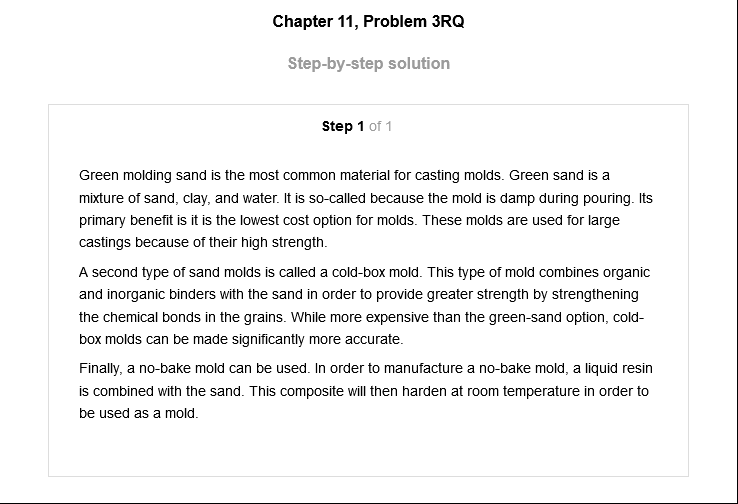 Chapter 11, Problem 3RQ
Step-by-step solution
Step 1 of 1
Green molding sand is the most common material for casting molds. Green sand is a
mixture of sand, clay, and water. It is so-called because the mold is damp during pouring. Its
primary benefit is it is the lowest cost option for molds. These molds are used for large
castings because of their high strength.
A second type of sand molds is called a cold-box mold. This type of mold combines organic
and inorganic binders with the sand in order to provide greater strength by strengthening
the chemical bonds in the grains. While more expensive than the green-sand option, cold-
box molds can be made significantly more accurate.
Finally, a no-bake mold can be used. In order to manufacture a no-bake mold, a liquid resin
is combined with the sand. This composite will then harden at room temperature in order to
be used as a mold.